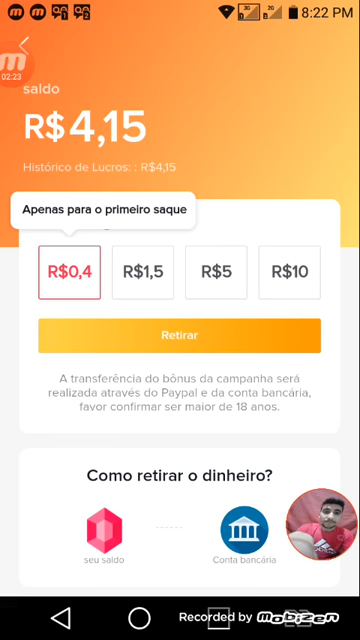 3G
2G
8:22 PM
02:23
saldo
R$4,15
Histórico de Lucros: : R$4,15
Apenas para o primeiro saque
R$0,4
R$1,5
R$5
R$10
Retirar
A transferência do bônus da campanha será
realizada através do Paypal e da conta bancária,
favor confirmar ser maior de 18 anos.
Como retirar o dinheiro?
seu saldo
Conta bancária
Recorded by MobiZen